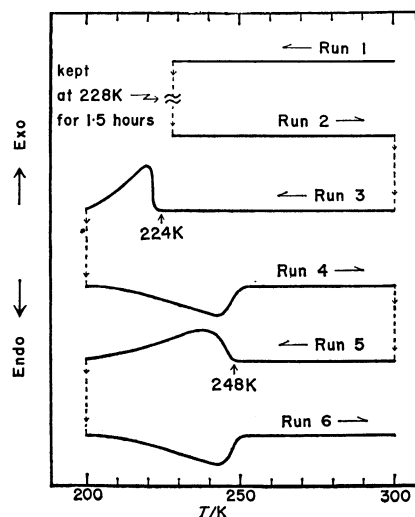 Run 1
kept
at 228K
for 1·5 hours
Run 2
Exo
Run 3
224K
Run 4
Endo
Run 5
248K
Run 6
200
250
300
T/K